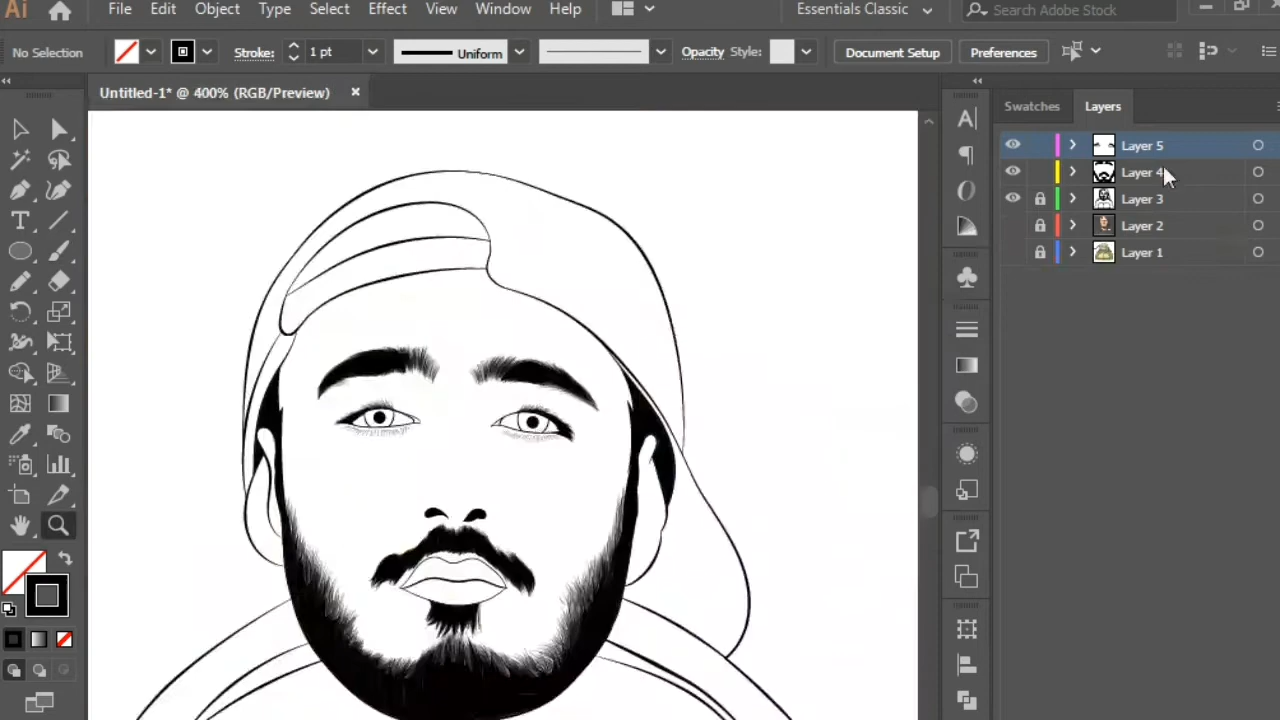 Ai File Edit Object Type Select Effect View Window Help Essentials Classic Search Adobe Stock
No Selection Stroke: 1 pt Uniform Opacity Style: Document Setup Preferences
Untitled-1* @ 400% (RGB/Preview)
Swatches Layers
Layer 5
Layer 4
Layer 3
Layer 2
Layer 1